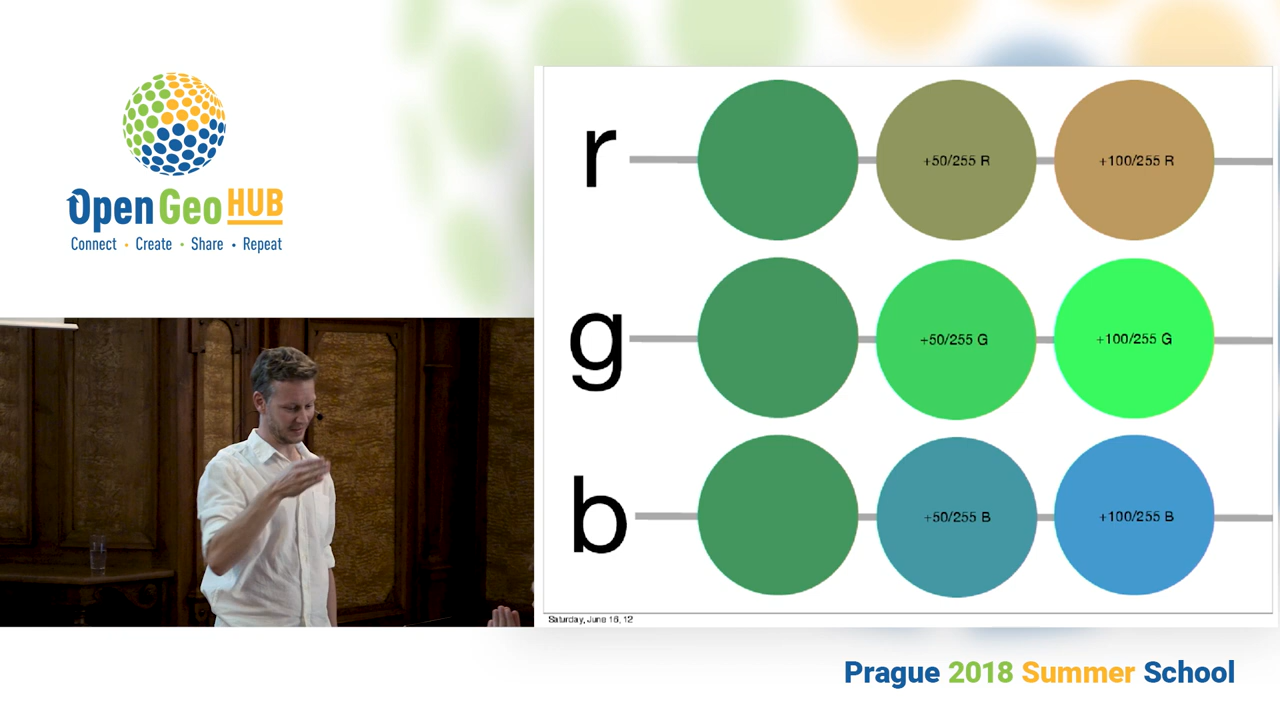 OpenGeoHUB
Connect • Create • Share • Repeat
r
+50/255 R
+100/255 R
g
+50/255 G
+100/255 G
b
+50/255 B
+100/255 B
Saturday, June 16, 12
Prague 2018 Summer School